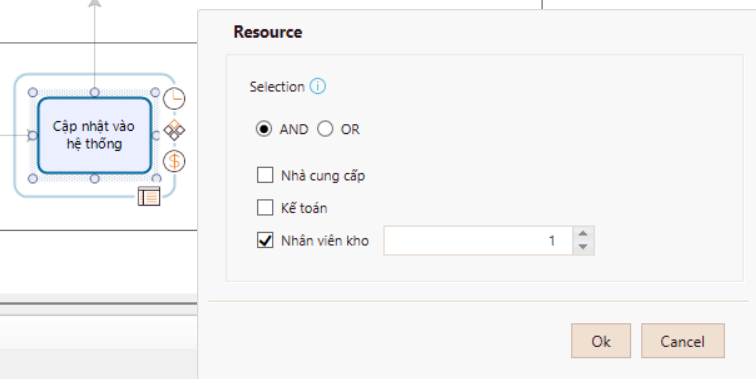 Resource
Selection
AND OR
Cập nhật vào
hệ thống
Nhà cung cấp
Kế toán
Nhân viên kho 1
Ok Cancel